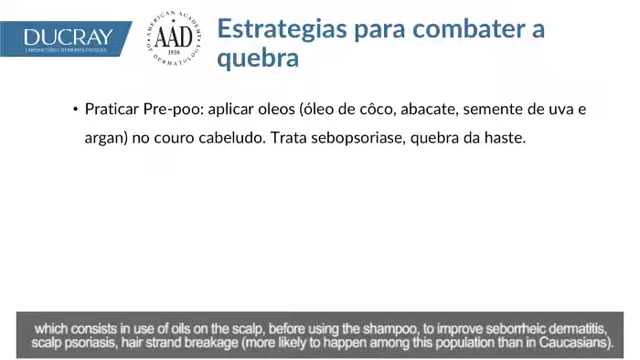 DUCRAY
LABORATOIRES DERMATOLOGIQUES
AMERICAN ACADEMY
AAD
1938
OF DERMATOLOGY
Estrategias para combater a
quebra
• Praticar Pre-poo: aplicar oleos (óleo de côco, abacate, semente de uva e
argan) no couro cabeludo. Trata sebopsoriase, quebra da haste.
which consists in use of oils on the scalp, before using the shampoo, to improve seborrheic dermatitis,
scalp psoriasis, hair strand breakage (more likely to happen among this population than in Caucasians).